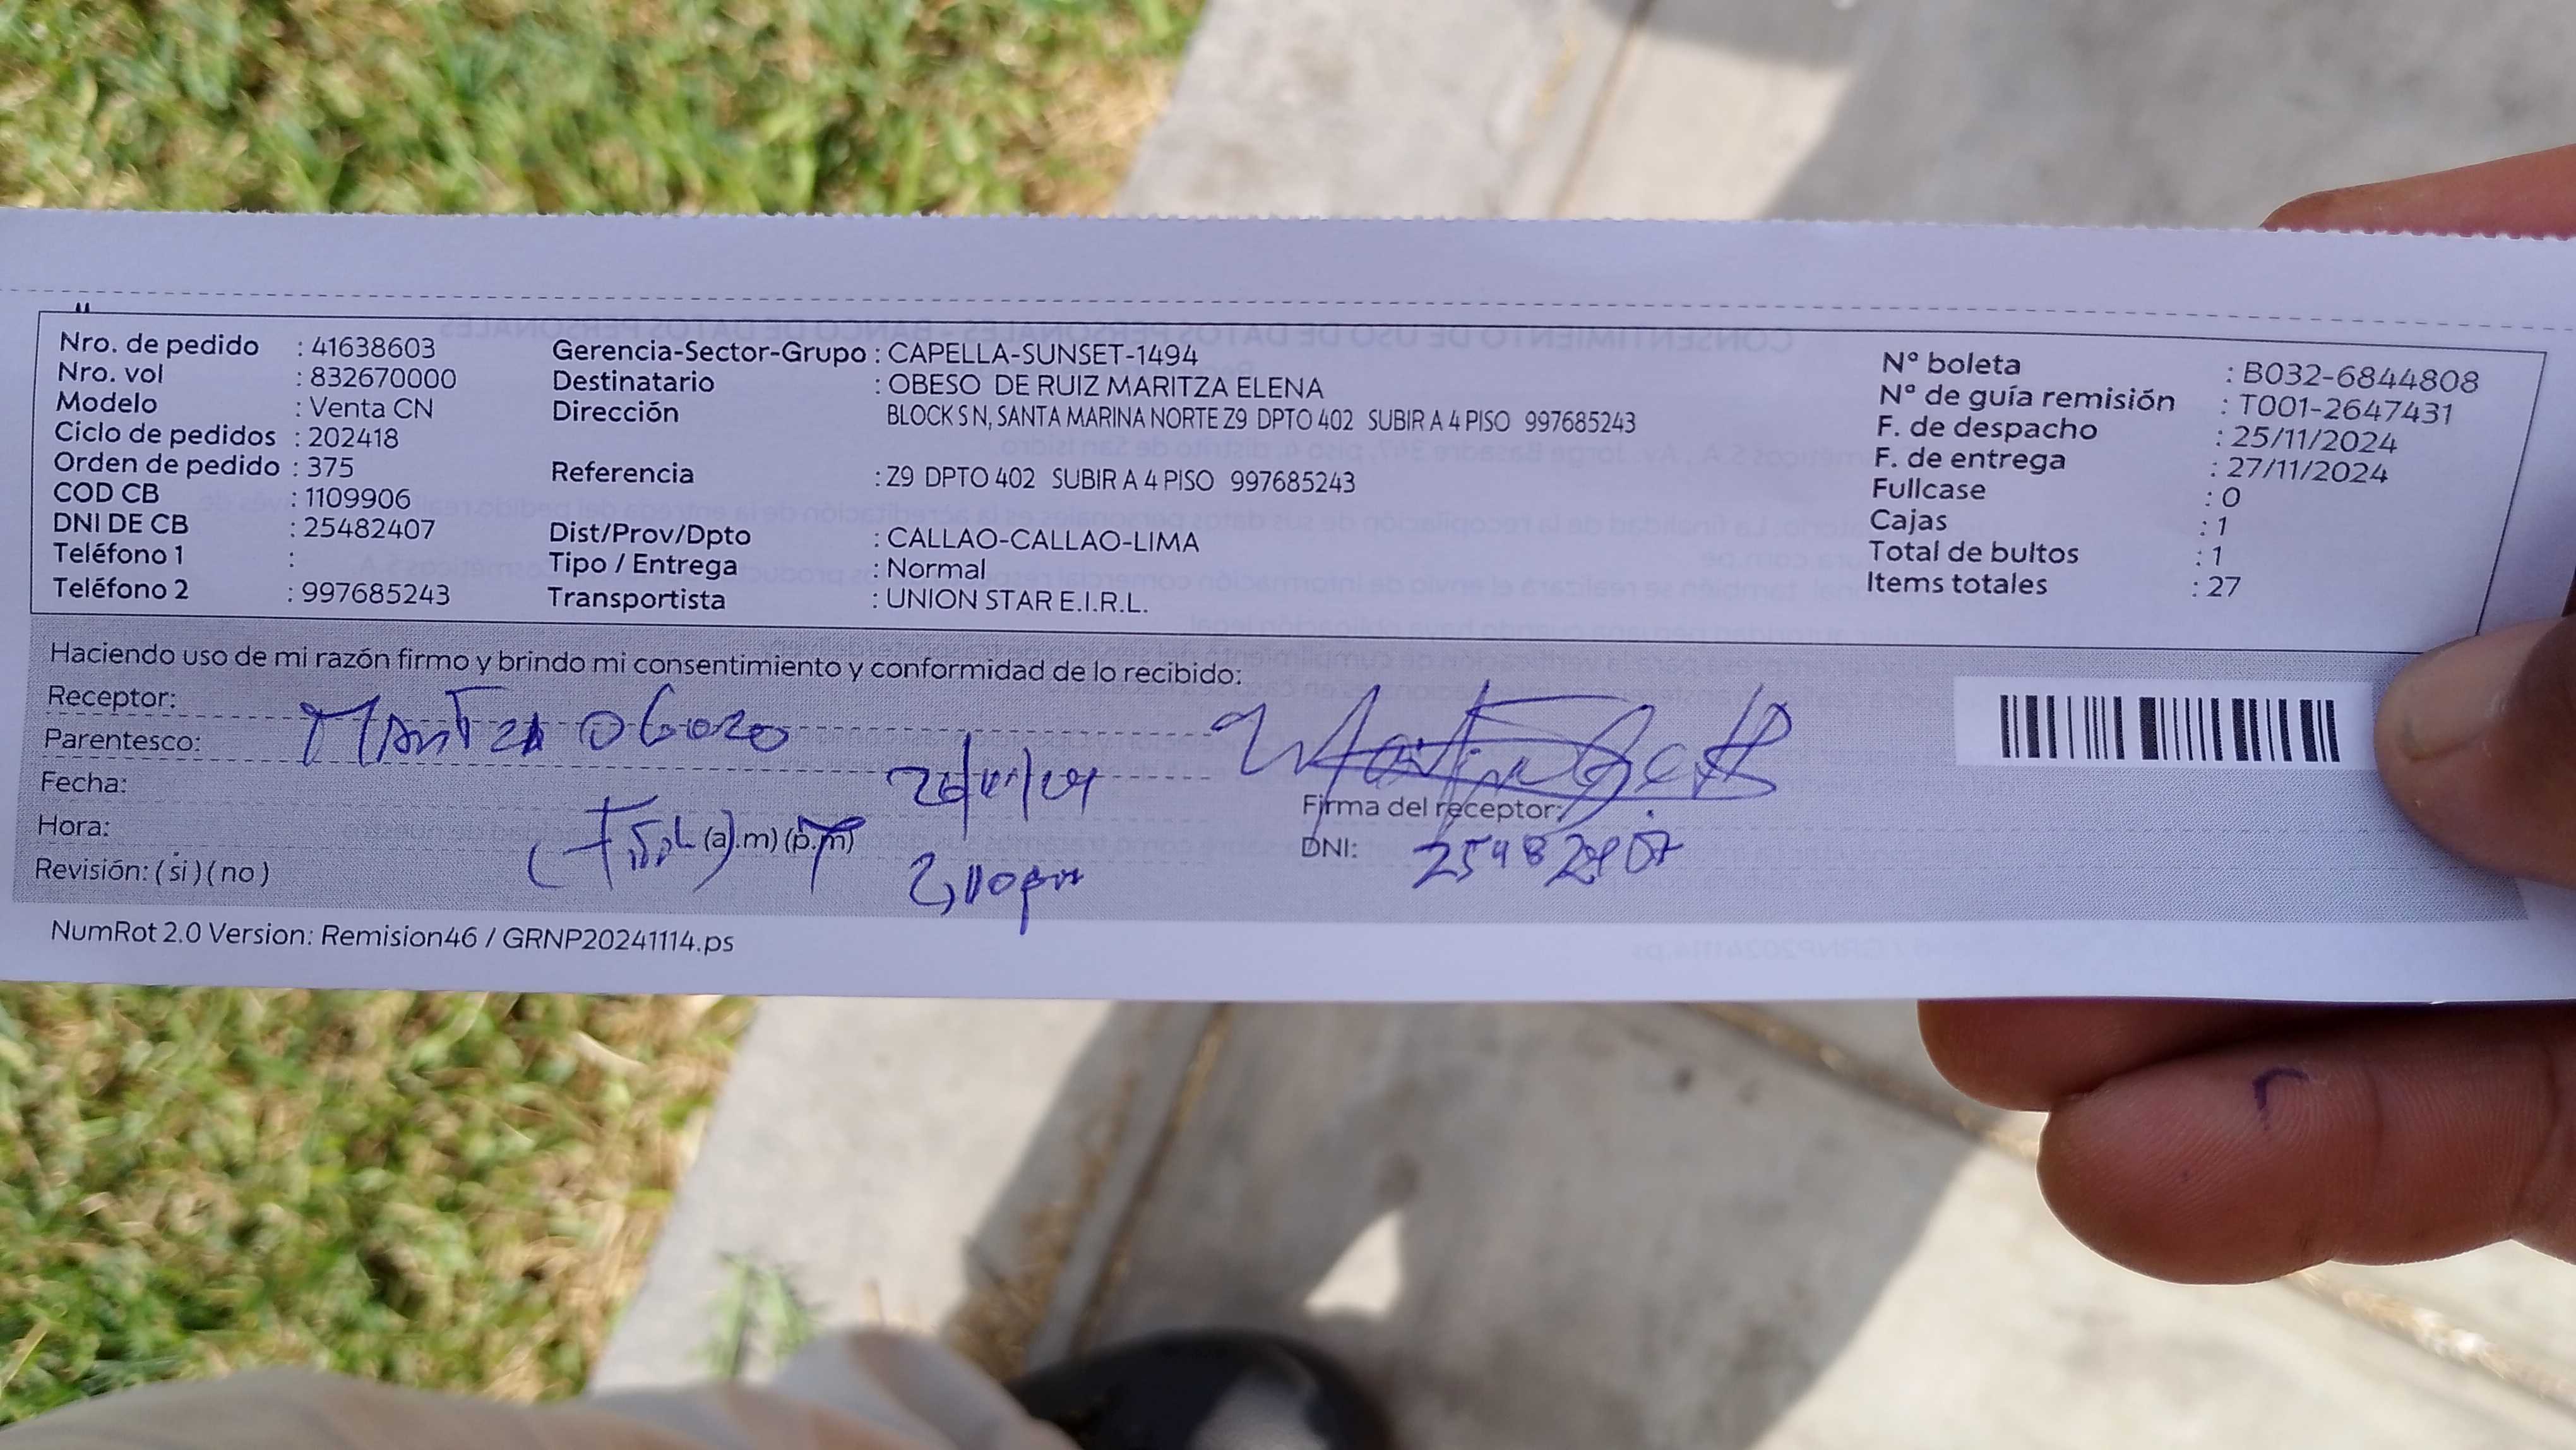 Nro. de pedido : 41638603
Nro. vol : 832670000
Modelo : Venta CN
Ciclo de pedidos : 202418
Orden de pedido : 375
COD CB : 1109906
DNI DE CB : 25482407
Teléfono 1 :
Teléfono 2 : 997685243
Gerencia-Sector-Grupo : CAPELLA-SUNSET-1494
Destinatario : OBESO DE RUIZ MARITZA ELENA
Dirección BLOCK S N, SANTA MARINA NORTE Z9 DPTO 402 SUBIR A 4 PISO 997685243
Referencia : Z9 DPTO 402 SUBIR A 4 PISO 997685243
Dist/Prov/Dpto : CALLAO-CALLAO-LIMA
Tipo / Entrega : Normal
Transportista : UNION STAR E.I.R.L.
N° boleta : B032-6844808
N° de guía remisión : T001-2647431
F. de despacho : 25/11/2024
F. de entrega : 27/11/2024
Fullcase : 0
Cajas : 1
Total de bultos : 1
Items totales : 27
Haciendo uso de mi razón firmo y brindo mi consentimiento y conformidad de lo recibido:
Receptor:
Parentesco:
Fecha:
Hora: (a.m) (p.m)
Revisión: (si) (no)
2,110pm
Firma del receptor:
DNI: 25482407
NumRot 2.0 Version: Remision46 / GRNP20241114.ps